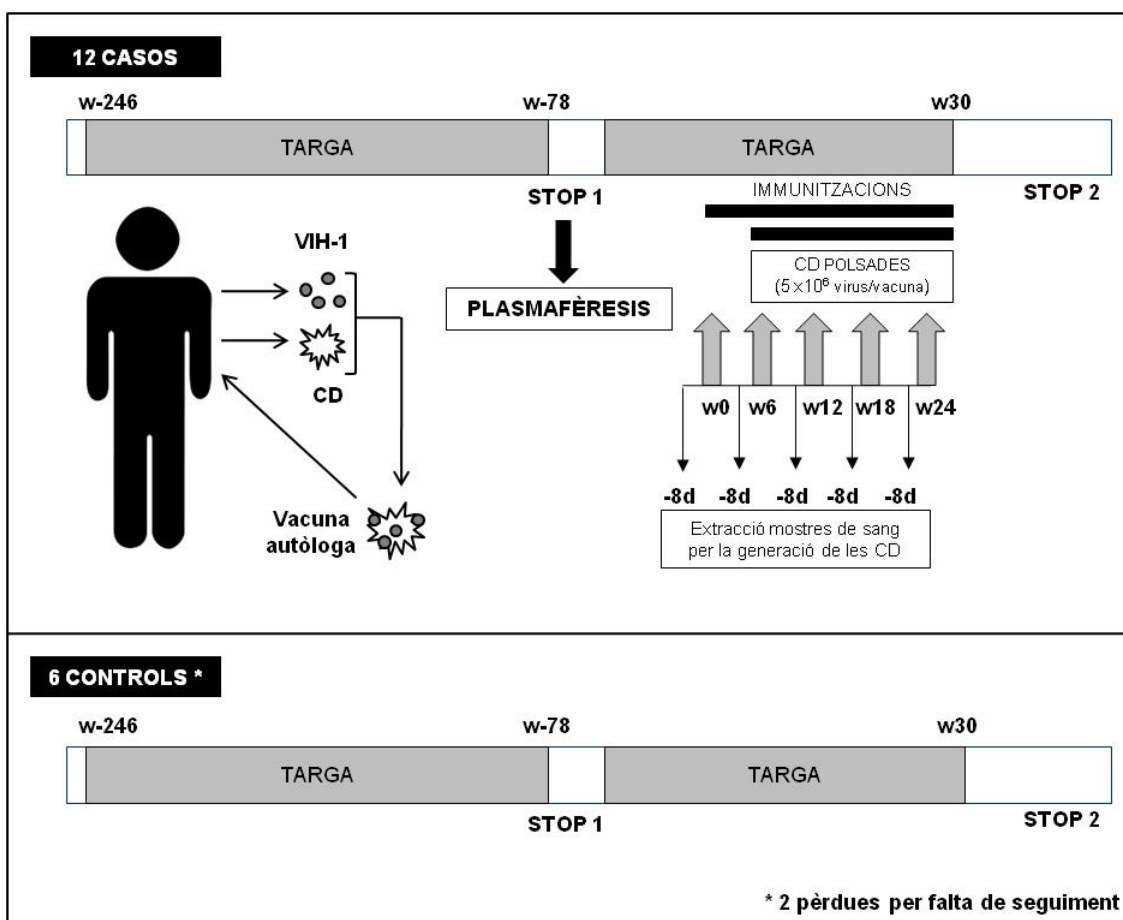 12 CASOS
w-246 w-78 w30
TARGA TARGA
STOP 1 IMMUNITZACIONS STOP 2
VIH-1
CD POLSADES
(5x10⁶ virus/vacuna)
PLASMAFÈRESIS
CD
w0 w6 w12 w18 w24
-8d -8d -8d -8d -8d
Vacuna
autòloga
Extracció mostres de sang
per la generació de les CD
6 CONTROLS *
w-246 w-78 w30
TARGA TARGA
STOP 1 STOP 2
* 2 pèrdues per falta de seguiment